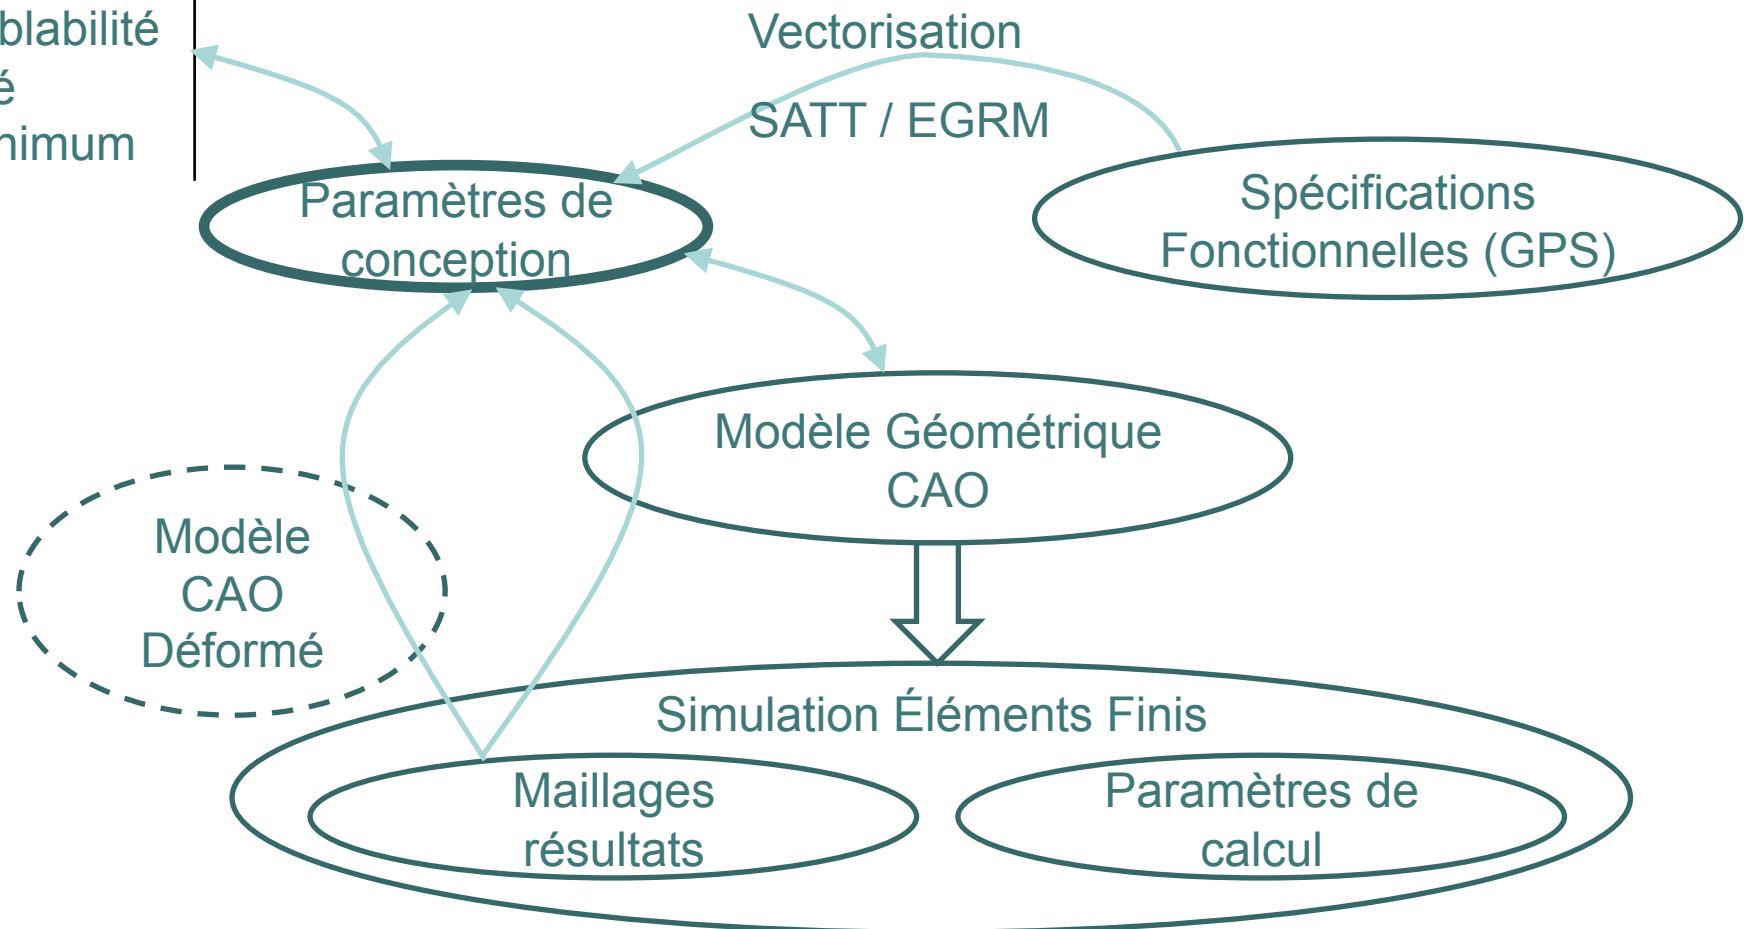 blabilité
é
nimum
Vectorisation
SATT / EGRM
Paramètres de
conception
Spécifications
Fonctionnelles (GPS)
Modèle Géométrique
CAO
Modèle
CAO
Déformé
Simulation Éléments Finis
Maillages
résultats
Paramètres de
calcul